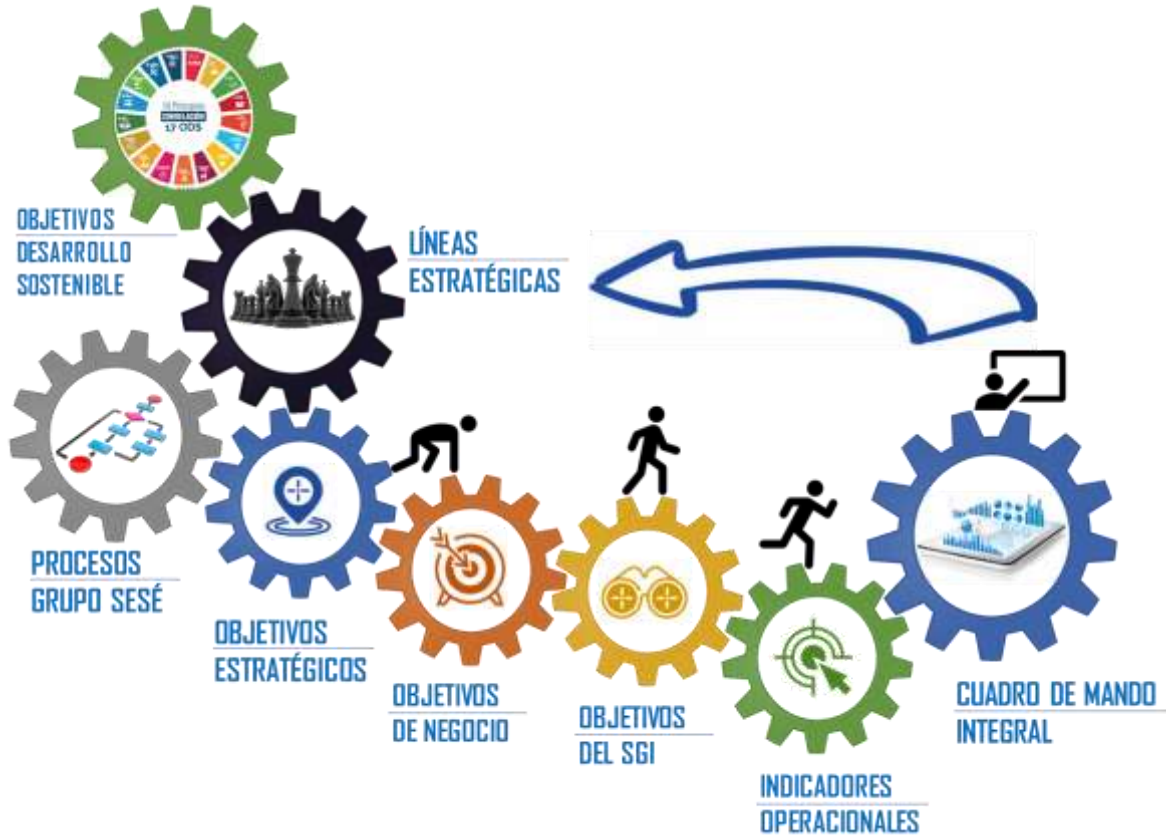 17 ODS
OBJETIVOS
DESARROLLO
SOSTENIBLE
LÍNEAS
ESTRATÉGICAS
PROCESOS
GRUPO SESÉ
OBJETIVOS
ESTRATÉGICOS
OBJETIVOS
DE NEGOCIO
OBJETIVOS
DEL SGI
INDICADORES
OPERACIONALES
CUADRO DE MANDO
INTEGRAL